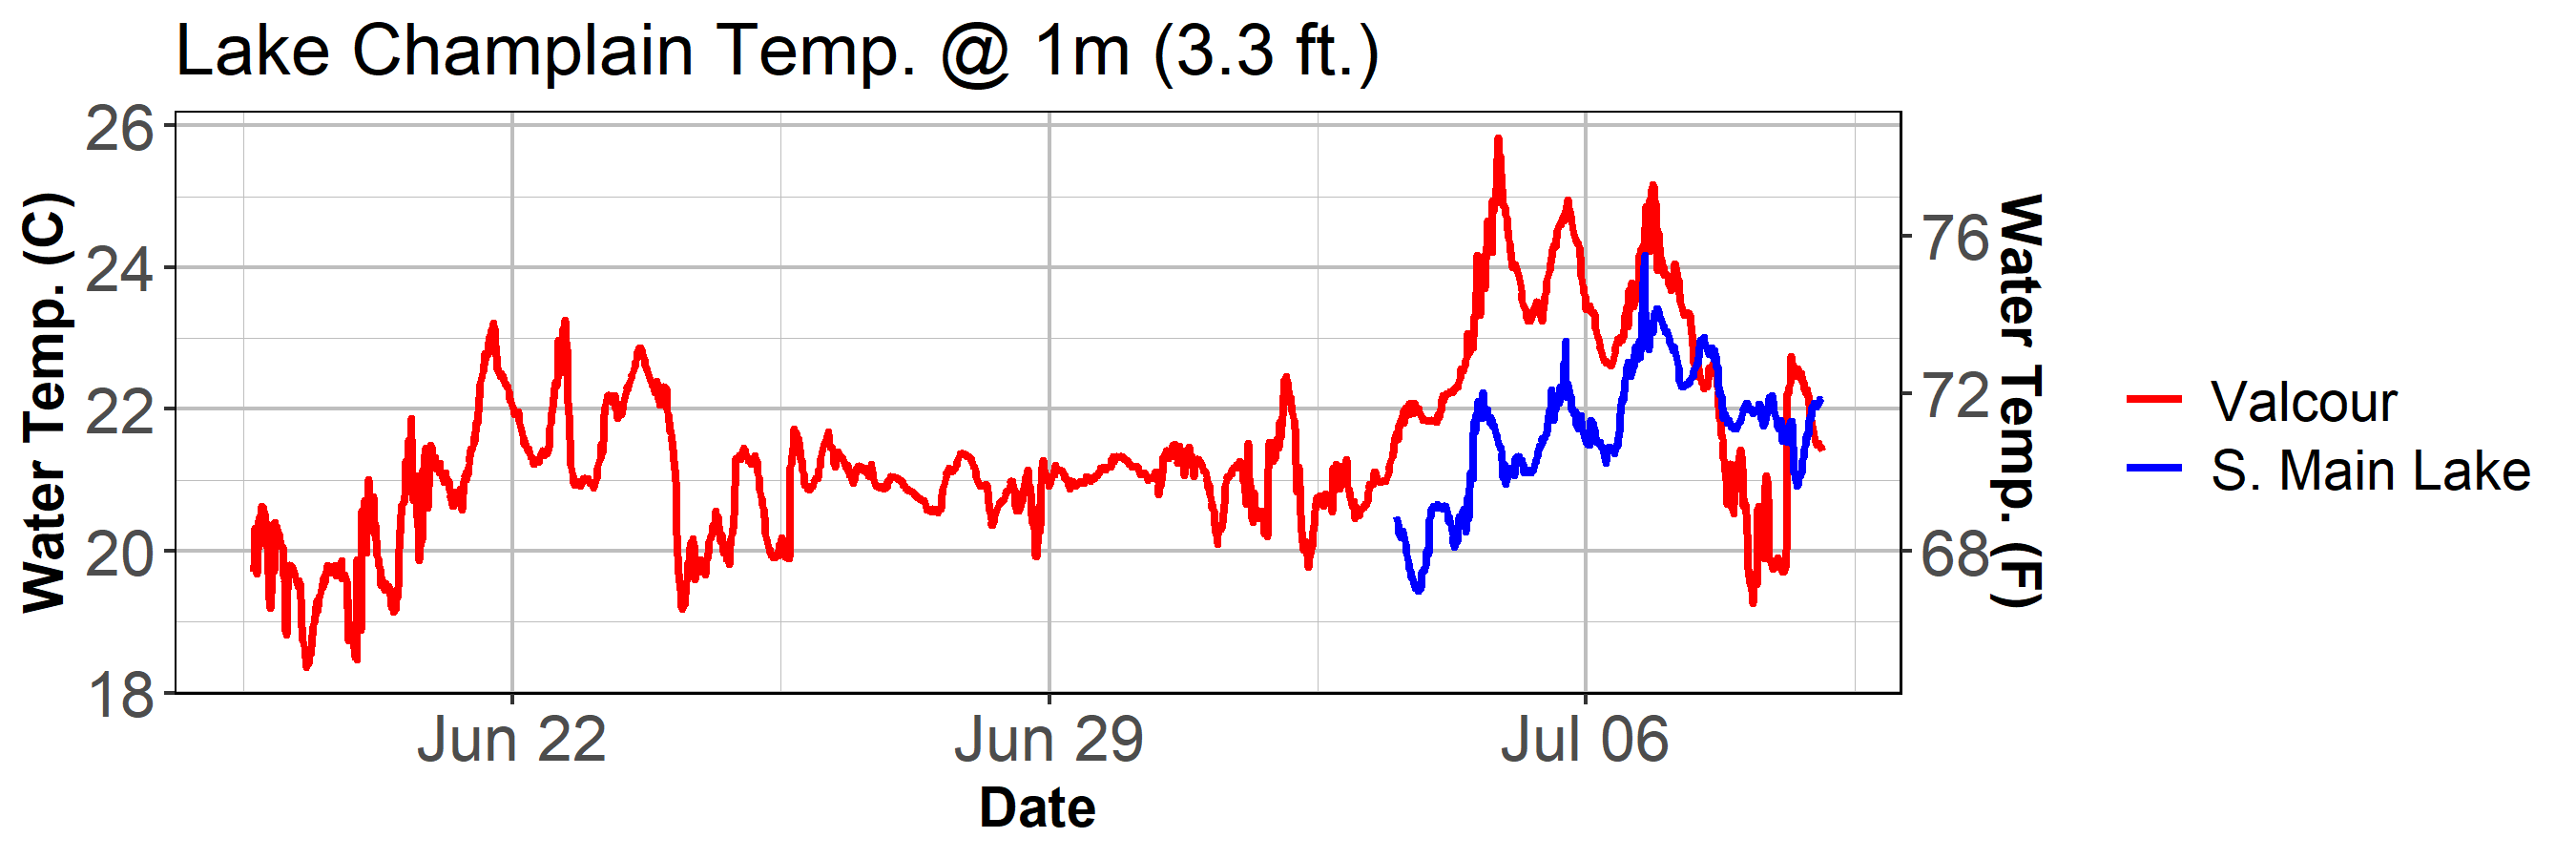 Lake Champlain Temp. @ 1m (3.3 ft.)
Water Temp. (C)
26
24
22
20
18
76
72
68
Water Temp. (F)
Jun 22
Jun 29
Jul 06
Date
Valcour
S. Main Lake